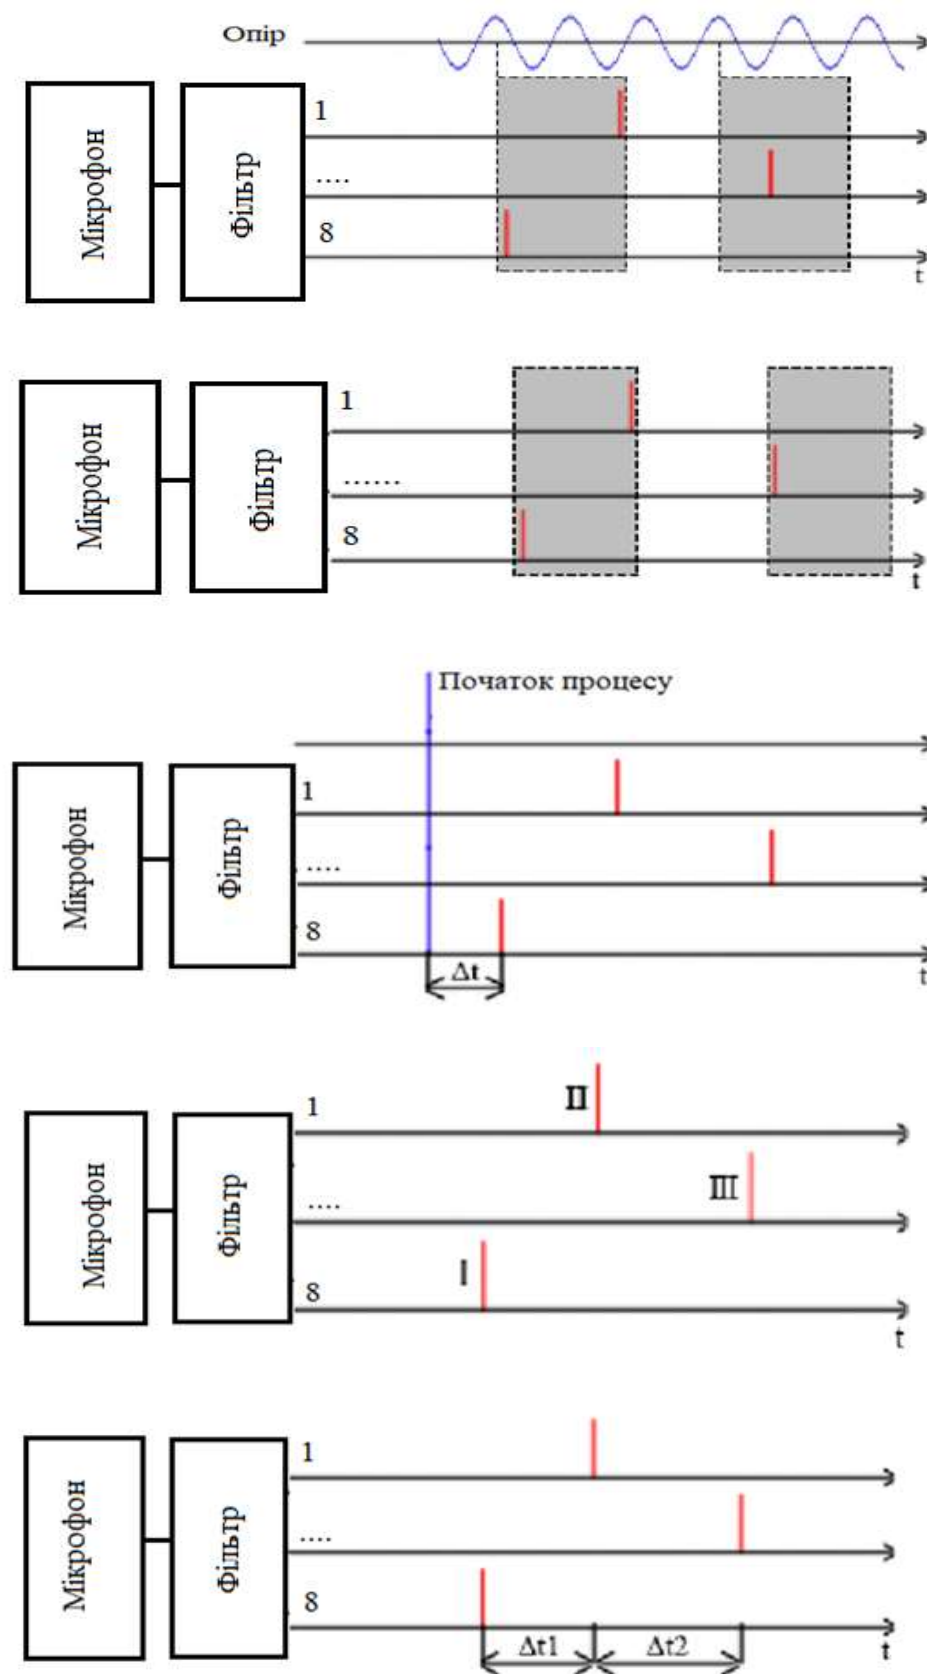 Опір
Мікрофон
Фільтр
1
....
8
t
Мікрофон
Фільтр
1
......
8
t
Початок процесу
Мікрофон
Фільтр
1
....
8
Δt
t
Мікрофон
Фільтр
1
II
....
III
I
8
t
Мікрофон
Фільтр
1
....
8
Δt1
Δt2
t